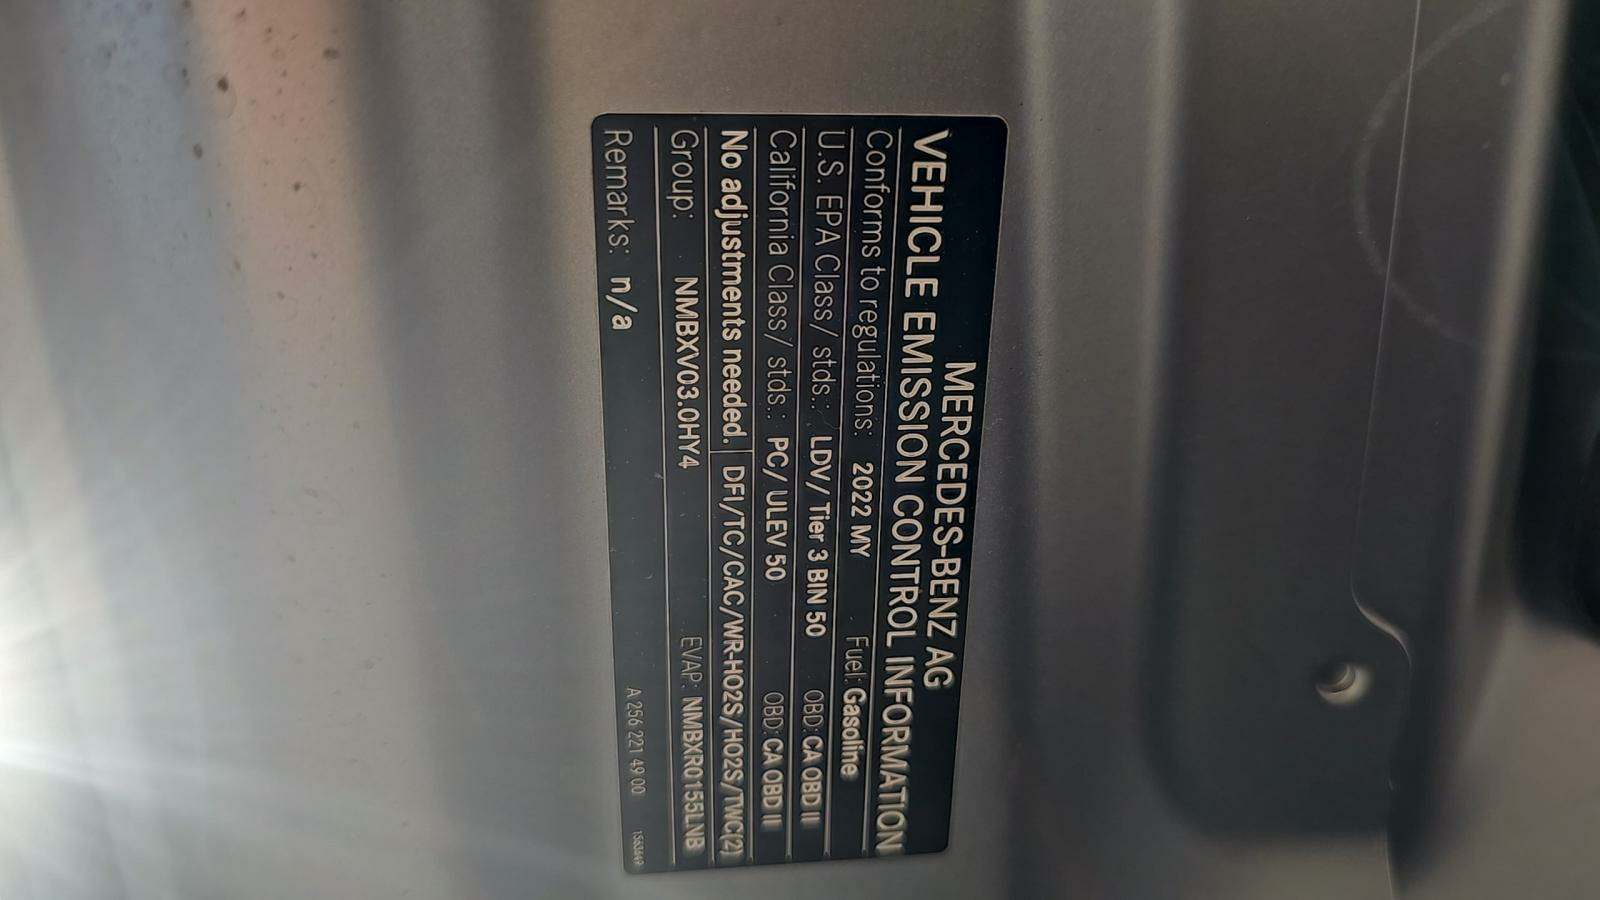 MERCEDES-BENZ AG
VEHICLE EMISSION CONTROL INFORMATION
Conforms to regulations: 2022 MY Fuel: Gasoline
U.S. EPA Class/ stds.: LDV/ Tier 3 BIN 50 OBD: CA OBD II
California Class/ stds.: PC/ ULEV 50 OBD: CA OBD II
No adjustments needed. DFI/TC/CAC/WR-HO2S/HO2S/TWC(2)
Group: NMBXV03.0HY4 EVAP: NMBXR0155LNB
Remarks: n/a A 256 221 49 00